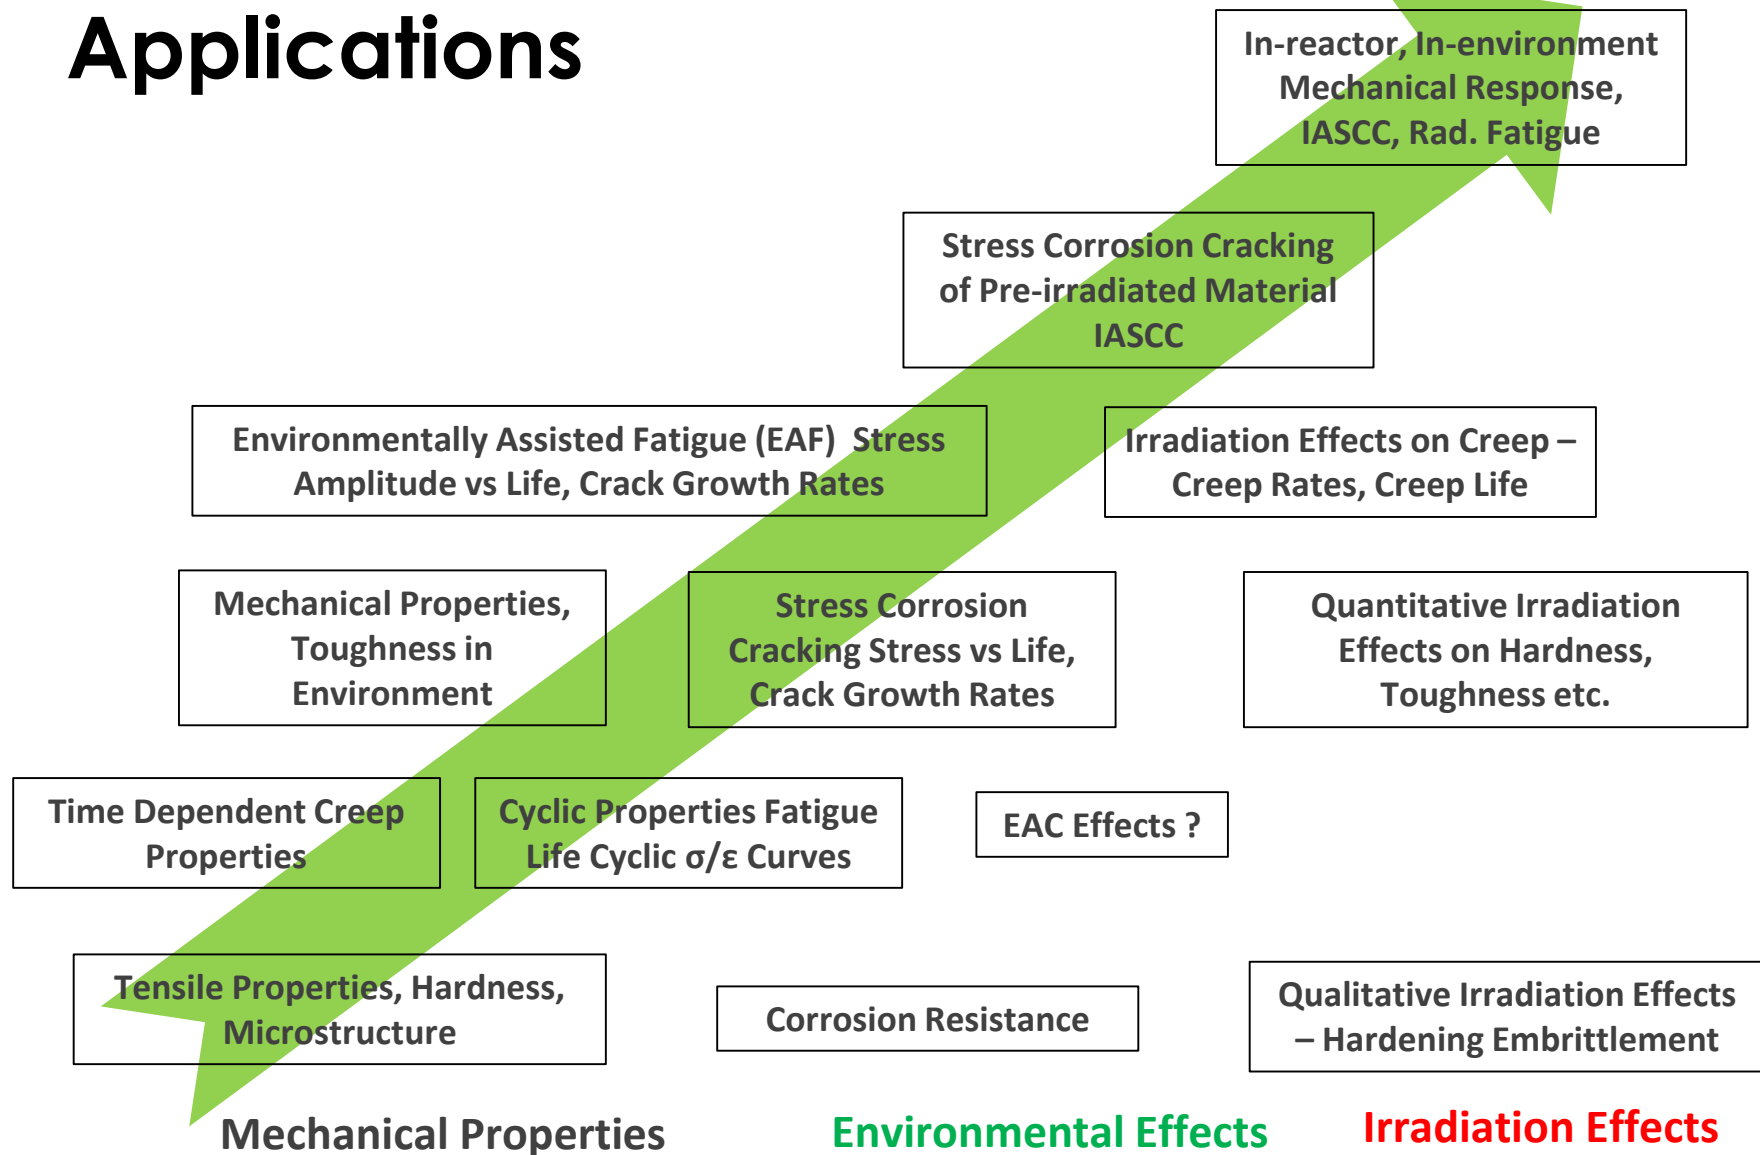 Applications
In-reactor, In-environment
Mechanical Response,
IASCC, Rad. Fatigue
Stress Corrosion Cracking
of Pre-irradiated Material
IASCC
Environmentally Assisted Fatigue (EAF)  Stress
Amplitude vs Life, Crack Growth Rates
Irradiation Effects on Creep –
Creep Rates, Creep Life
Mechanical Properties,
Toughness in
Environment
Stress Corrosion
Cracking Stress vs Life,
Crack Growth Rates
Quantitative Irradiation
Effects on Hardness,
Toughness etc.
Time Dependent Creep
Properties
Cyclic Properties Fatigue
Life Cyclic σ/ε Curves
EAC Effects ?
Tensile Properties, Hardness,
Microstructure
Corrosion Resistance
Qualitative Irradiation Effects
– Hardening Embrittlement
Mechanical Properties
Environmental Effects
Irradiation Effects